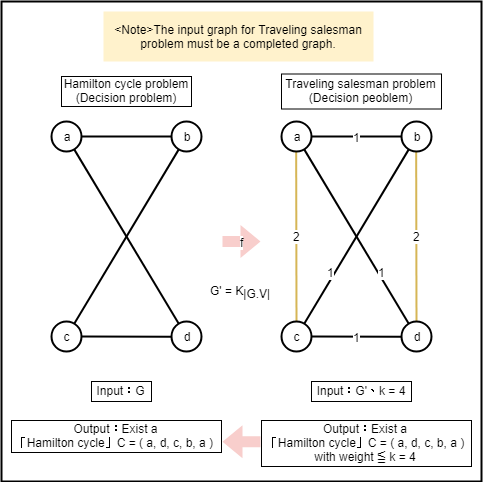 <Note>The input graph for Traveling salesman
problem must be a completed graph.
Hamilton cycle problem
(Decision problem)
Traveling salesman problem
(Decision peoblem)
a
b
a
1
b
f
2
2
G' = K|G.V|
1
1
c
d
c
1
d
Input：G
Input：G'、k = 4
Output：Exist a
「Hamilton cycle」C = ( a, d, c, b, a )
Output：Exist a
「Hamilton cycle」C = ( a, d, c, b, a )
with weight ≦ k = 4